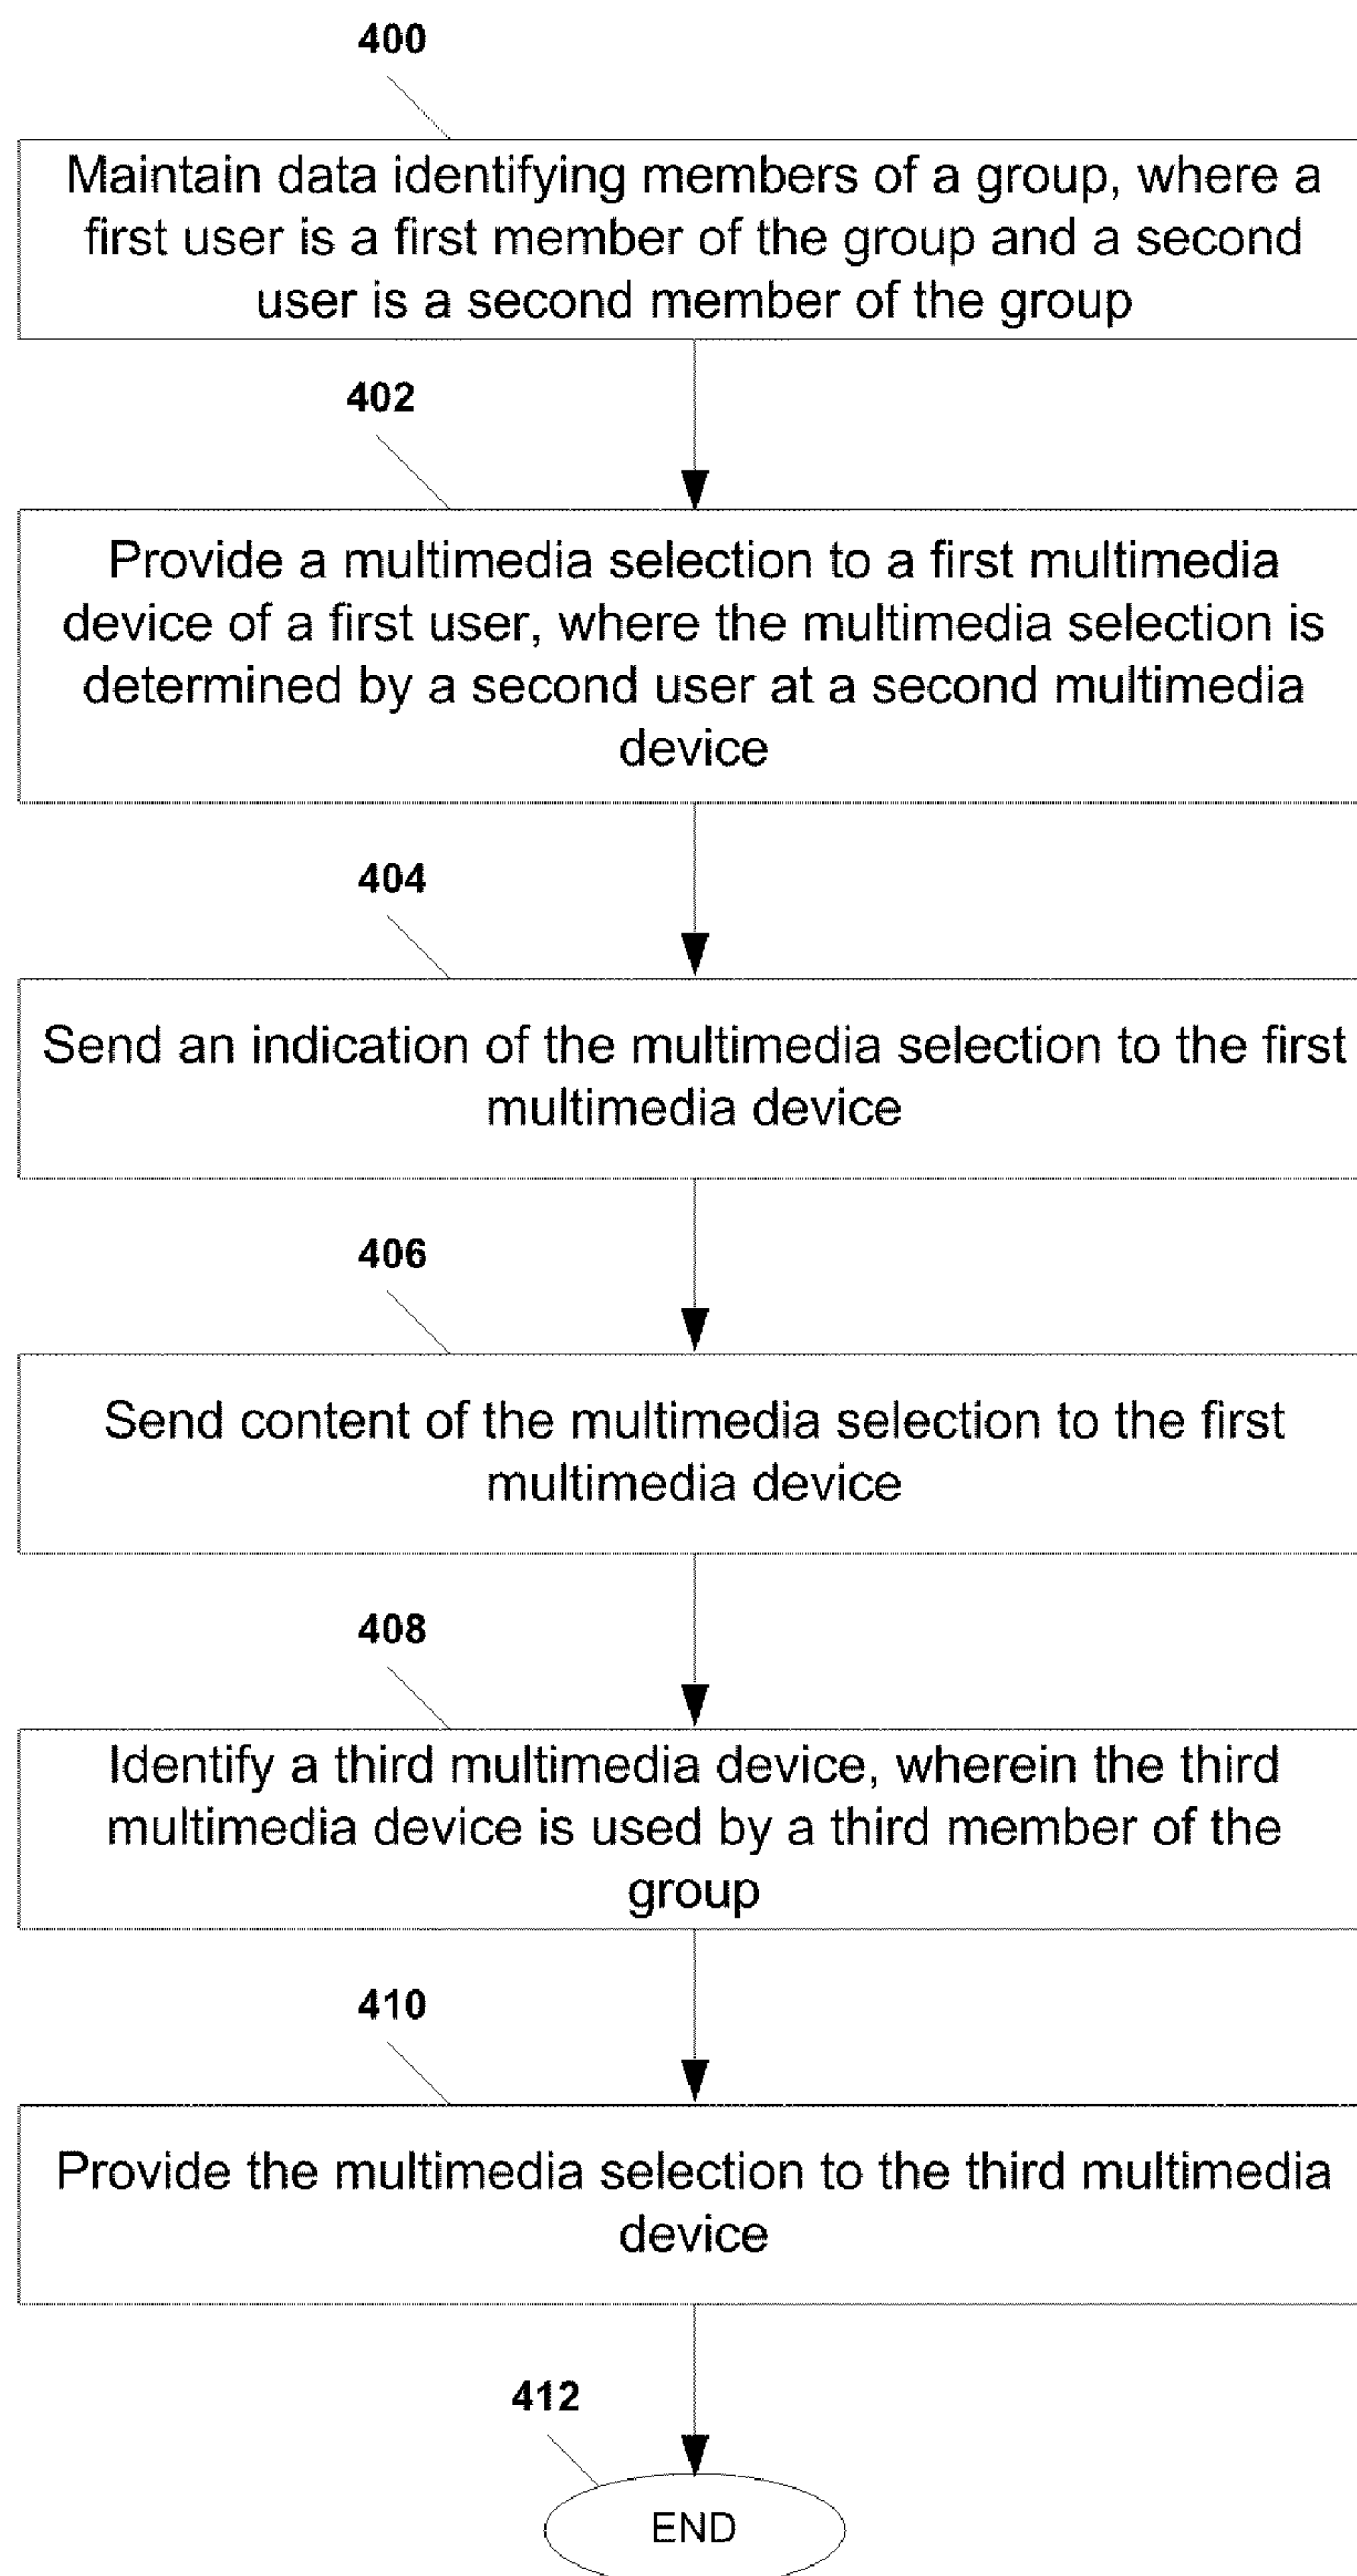 400
Maintain data identifying members of a group, where a
first user is a first member of the group and a second
user is a second member of the group
402
Provide a multimedia selection to a first multimedia
device of a first user, where the multimedia selection is
determined by a second user at a second multimedia
device
404
Send an indication of the multimedia selection to the first
multimedia device
406
Send content of the multimedia selection to the first
multimedia device
408
Identify a third multimedia device, wherein the third
multimedia device is used by a third member of the
group
410
Provide the multimedia selection to the third multimedia
device
412
END